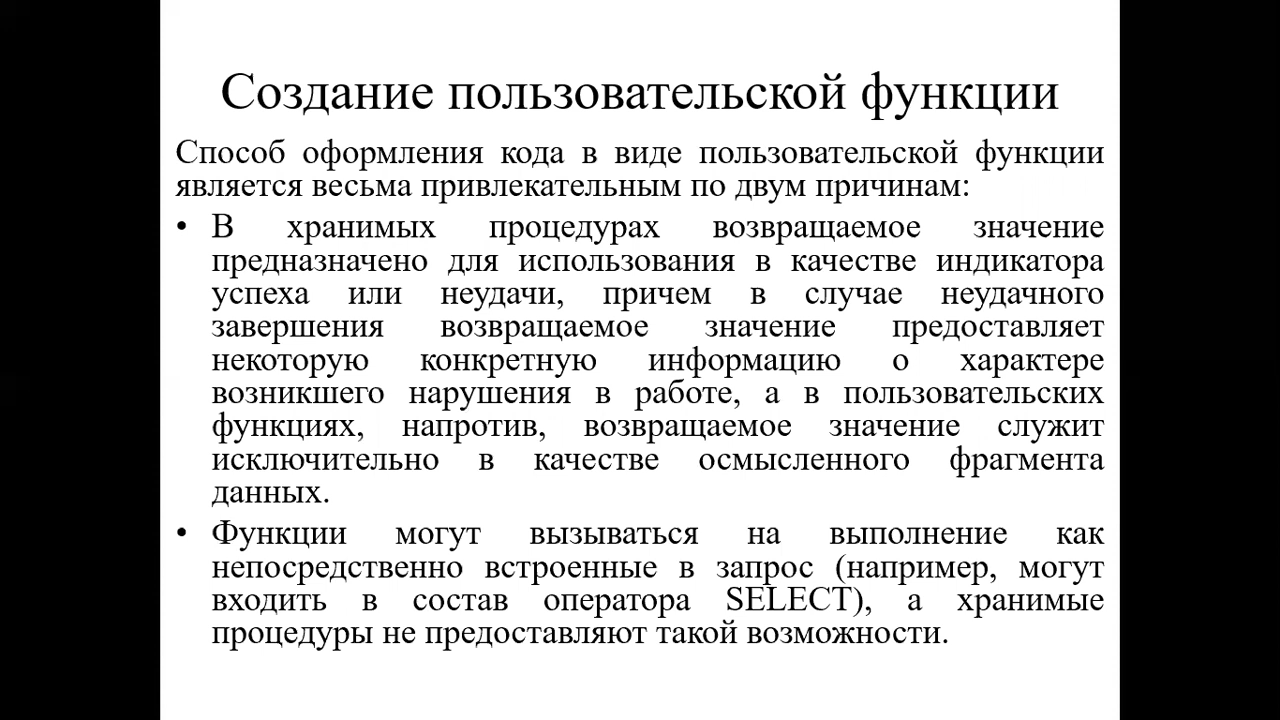 Создание пользовательской функции
Способ оформления кода в виде пользовательской функции
является весьма привлекательным по двум причинам:
• В хранимых процедурах возвращаемое значение
предназначено для использования в качестве индикатора
успеха или неудачи, причем в случае неудачного
завершения возвращаемое значение предоставляет
некоторую конкретную информацию о характере
возникшего нарушения в работе, а в пользовательских
функциях, напротив, возвращаемое значение служит
исключительно в качестве осмысленного фрагмента
данных.
• Функции могут вызываться на выполнение как
непосредственно встроенные в запрос (например, могут
входить в состав оператора SELECT), а хранимые
процедуры не предоставляют такой возможности.